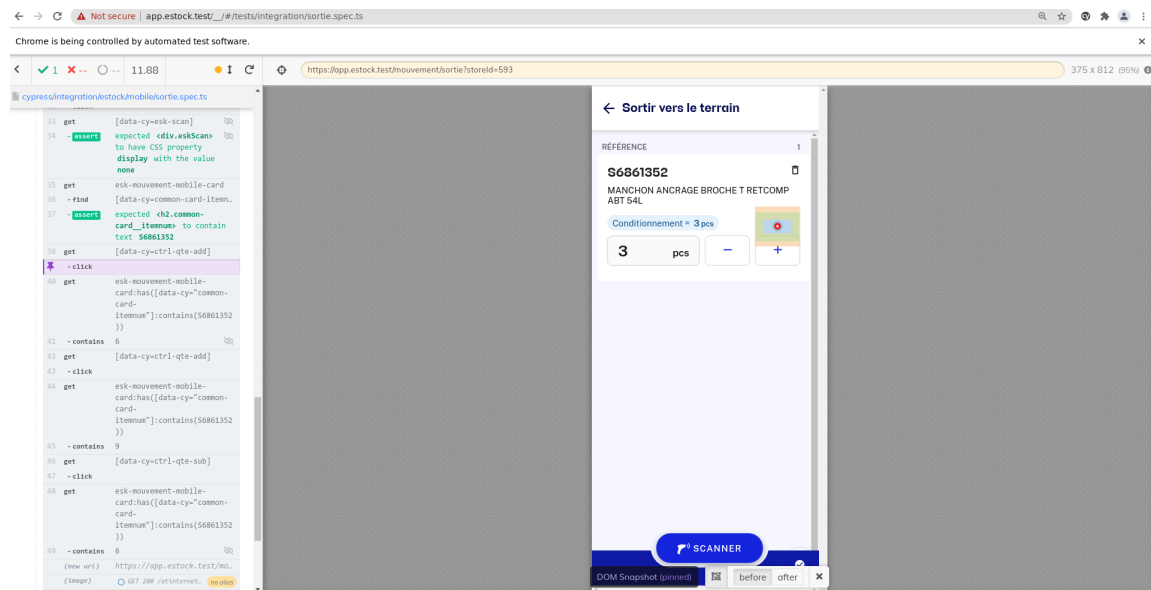 Not secure | app.estock.test/__/#/tests/integration/sortie.spec.ts
Chrome is being controlled by automated test software.
1 -- -- 11.88
https://app.estock.test/mouvement/sortie?storeId=593
375 x 812 (95%)
cypress/integration/estock/mobile/sortie.spec.ts
33 get [data-cy=esk-scan]
34 -assert expected <div.eskScan>
to have CSS property
display with the value
none
35 get esk-mouvement-mobile-card
36 -find [data-cy=common-card-itemn…
37 -assert expected <h2.common-
card__itemnum> to contain
text S6861352
38 get [data-cy=ctrl-qte-add]
-click
40 get esk-mouvement-mobile-
card:has([data-cy="common-
card-
itemnum"]:contains(S6861352
))
41 -contains 6
42 get [data-cy=ctrl-qte-add]
43 -click
44 get esk-mouvement-mobile-
card:has([data-cy="common-
card-
itemnum"]:contains(S6861352
))
45 -contains 9
46 get [data-cy=ctrl-qte-sub]
47 -click
48 get esk-mouvement-mobile-
card:has([data-cy="common-
card-
itemnum"]:contains(S6861352
))
49 -contains 6
(new url) https://app.estock.test/mo…
(image) GET 200 /atinternet… no alias
Sortir vers le terrain
RÉFÉRENCE 1
S6861352
MANCHON ANCRAGE BROCHE T RETCOMP
ABT 54L
Conditionnement = 3 pcs
3 pcs − +
SCANNER
DOM Snapshot (pinned) before after